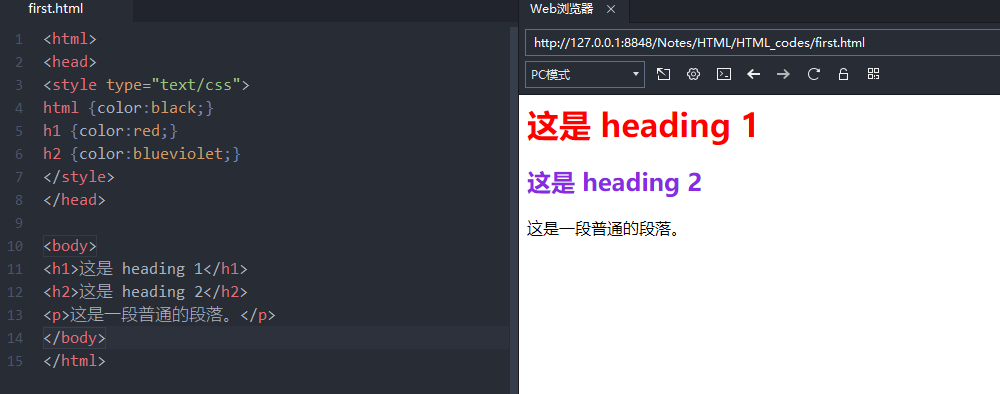 first.html
1 <html>
2 <head>
3 <style type="text/css">
4 html {color:black;}
5 h1 {color:red;}
6 h2 {color:blueviolet;}
7 </style>
8 </head>
9
10 <body>
11 <h1>这是 heading 1</h1>
12 <h2>这是 heading 2</h2>
13 <p>这是一段普通的段落。</p>
14 </body>
15 </html>
Web浏览器
http://127.0.0.1:8848/Notes/HTML/HTML_codes/first.html
PC模式
这是 heading 1
这是 heading 2
这是一段普通的段落。